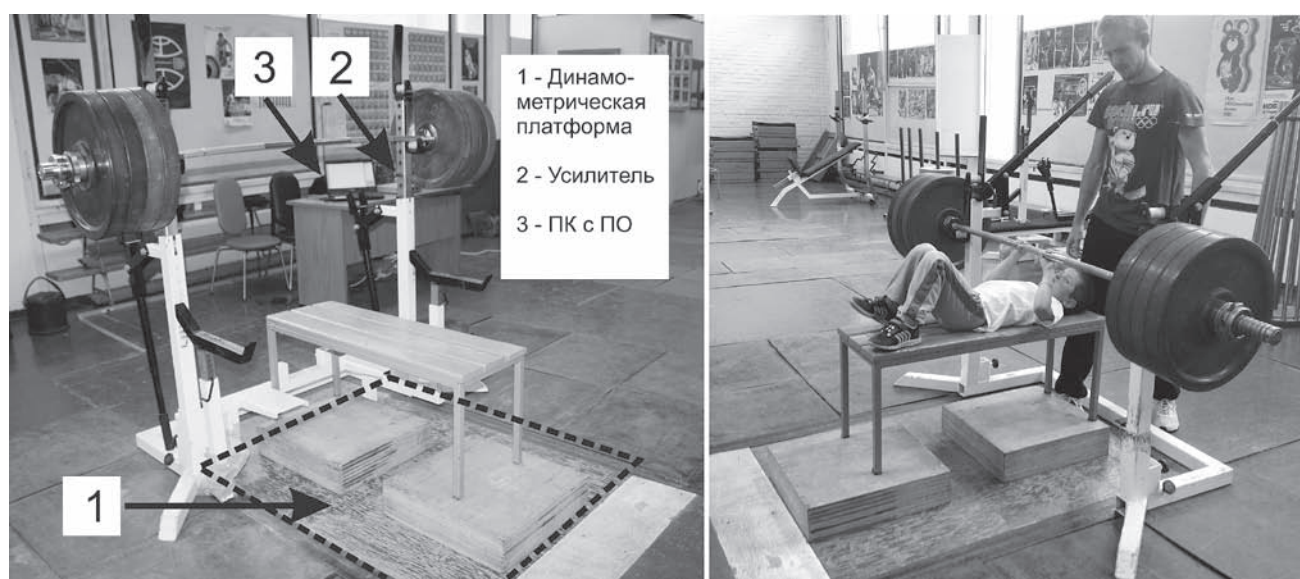 3
2
1 - Динамо-
метрическая
платформа
2 - Усилитель
3 - ПК с ПО
1